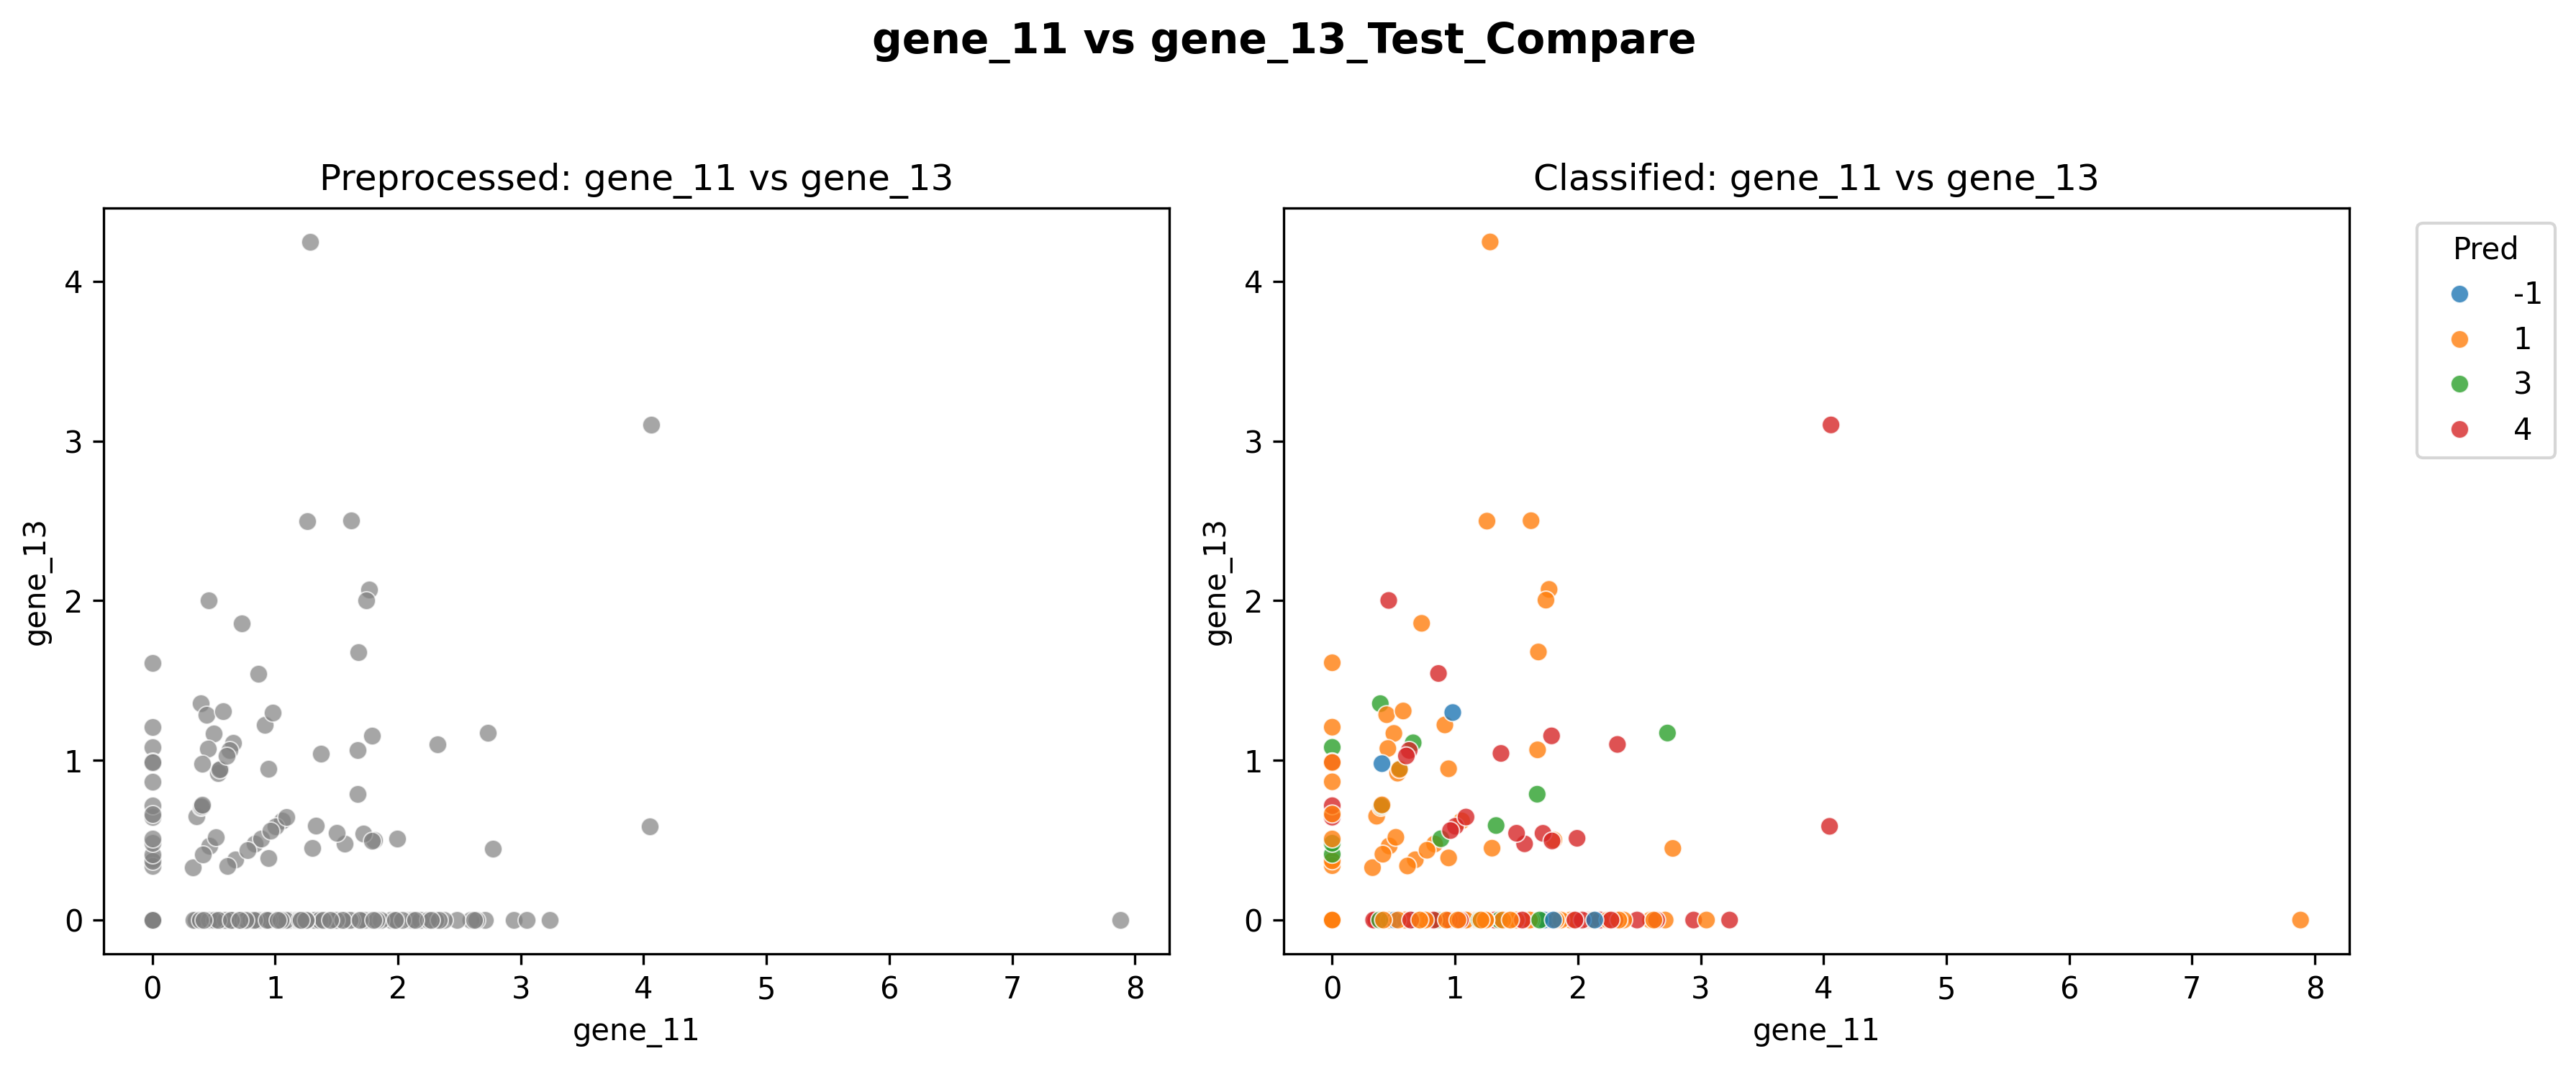 gene_11 vs gene_13_Test_Compare
Preprocessed: gene_11 vs gene_13
gene_13
4
3
2
1
0
0 1 2 3 4 5 6 7 8
gene_11
Classified: gene_11 vs gene_13
gene_13
4
3
2
1
0
0 1 2 3 4 5 6 7 8
gene_11
Pred
-1
1
3
4